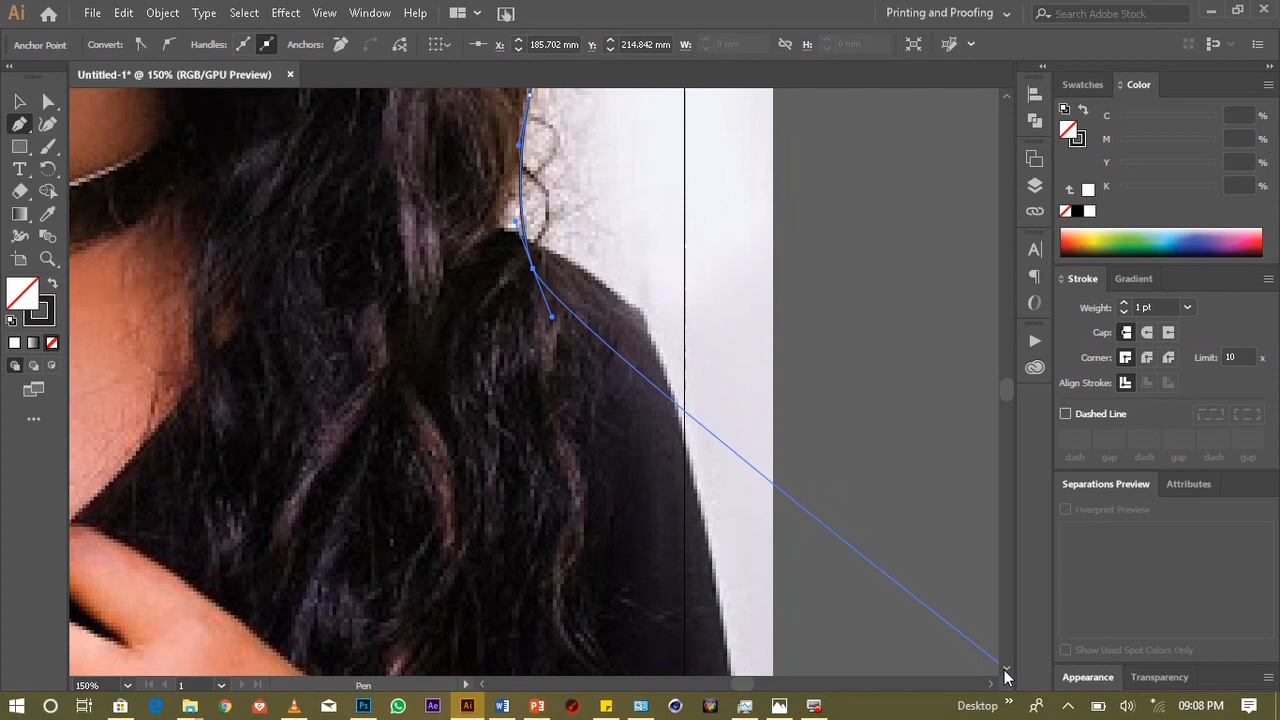 Ai File Edit Object Type Select Effect View Window Help Printing and Proofing Search Adobe Stock
Anchor Point Convert: Handles: Anchors: X: 185.702 mm Y: 214.842 mm W: 0 mm H: 0 mm
Untitled-1* @ 150% (RGB/GPU Preview)
Swatches Color
C %
M %
Y %
K %
Stroke Gradient
Weight: 1 pt
Cap:
Corner: Limit: 10 x
Align Stroke:
Dashed Line
dash gap dash gap dash gap
Separations Preview Attributes
Overprint Preview
Show Used Spot Colors Only
Appearance Transparency
150% 1 Pen
Ae Ai Desktop 09:08 PM